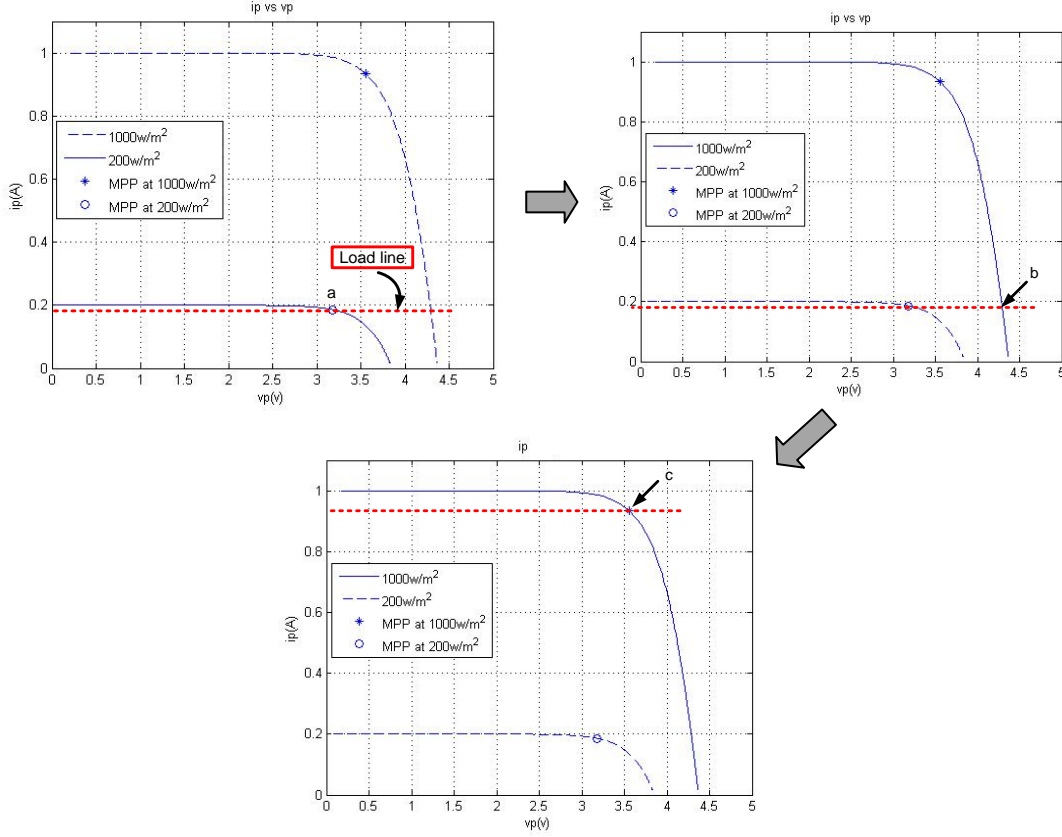 ip vs vp
1
0.8
0.6
0.4
0.2
0
ip(A)
1000w/m²
200w/m²
MPP at 1000w/m²
MPP at 200w/m²
Load line
a
0 0.5 1 1.5 2 2.5 3 3.5 4 4.5 5
vp(v)
ip vs vp
1
0.8
0.6
0.4
0.2
0
ip(A)
1000w/m²
200w/m²
MPP at 1000w/m²
MPP at 200w/m²
b
0 0.5 1 1.5 2 2.5 3 3.5 4 4.5 5
vp(v)
ip
1
0.8
0.6
0.4
0.2
0
ip(A)
c
1000w/m²
200w/m²
MPP at 1000w/m²
MPP at 200w/m²
0 0.5 1 1.5 2 2.5 3 3.5 4 4.5 5
vp(v)